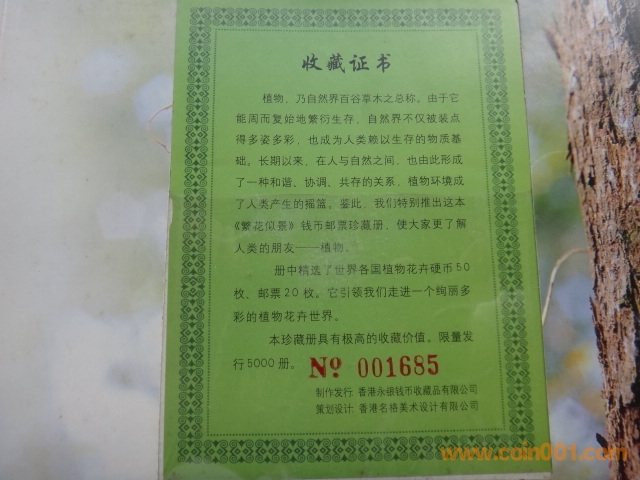 收藏证书
植物，乃自然界百谷草木之总称。由于它
能周而复始地繁衍生存，自然界不仅被装点
得多姿多彩，也成为人类赖以生存的物质基
础。长期以来，在人与自然之间，也由此形成
了一种和谐、协调、共存的关系，植物环境成
了人类产生的摇篮。鉴此，我们特别推出这本
《繁花似景》钱币邮票珍藏册，使大家更了解
人类的朋友——植物。
册中精选了世界各国植物花卉硬币50
枚、邮票20枚。它引领我们走进一个绚丽多
彩的植物花卉世界。
本珍藏册具有极高的收藏价值。限量发
行5000册。 Nº 001685
制作发行：香港永银钱币收藏品有限公司
策划设计：香港名格美术设计有限公司
www.coin001.com